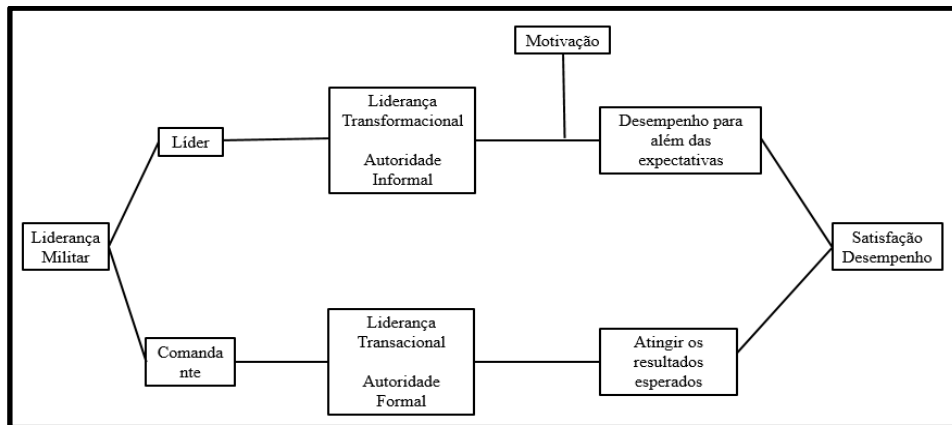 Motivação
Liderança
Transformacional
Autoridade
Informal
Desempenho para
além das
expectativas
Líder
Liderança
Militar
Satisfação
Desempenho
Comanda
nte
Liderança
Transacional
Autoridade
Formal
Atingir os
resultados
esperados